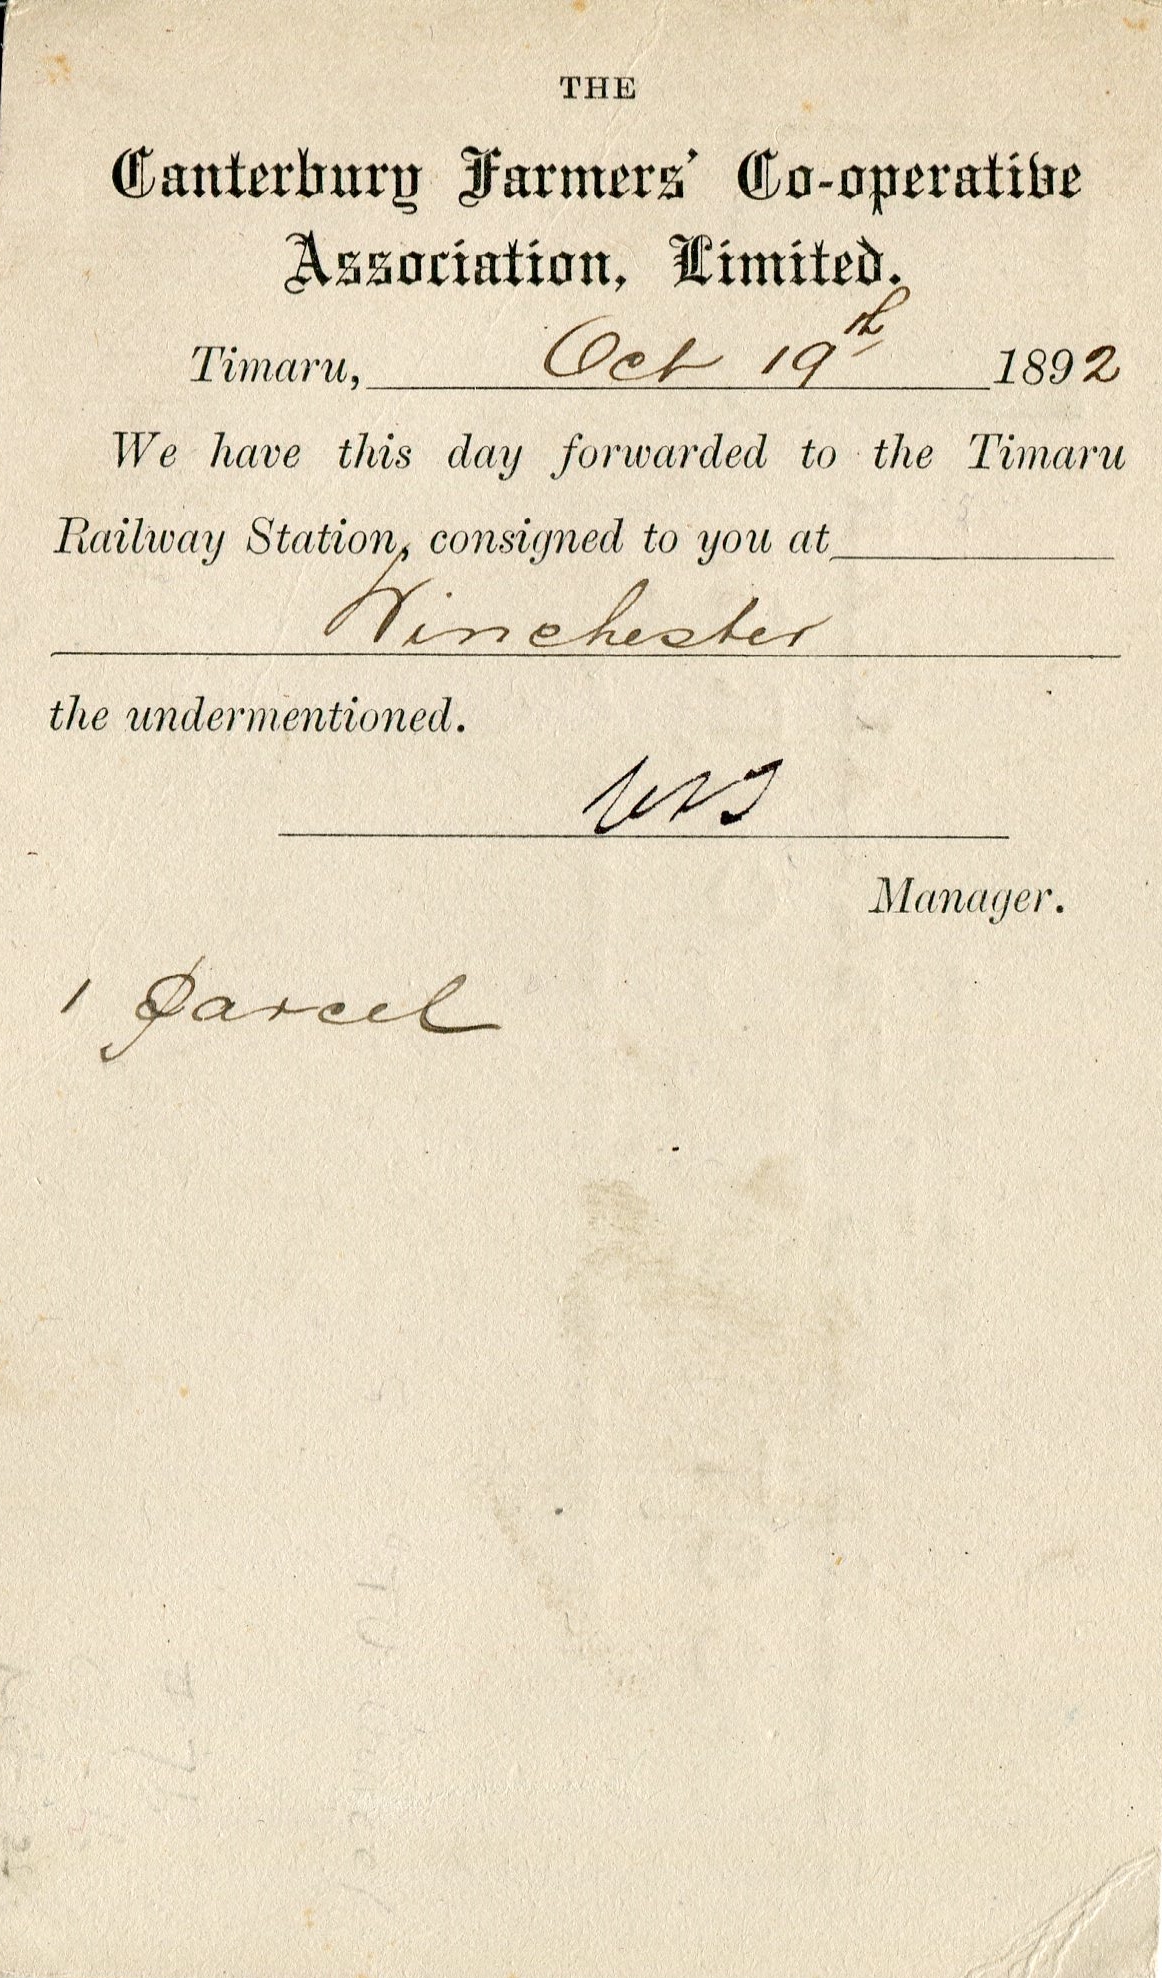 THE
Canterbury Farmers' Co-operative
Association, Limited.
Timaru, Oct 19th 1892
We have this day forwarded to the Timaru
Railway Station, consigned to you at
Winchester
the undermentioned.
Manager.
1 Parcel